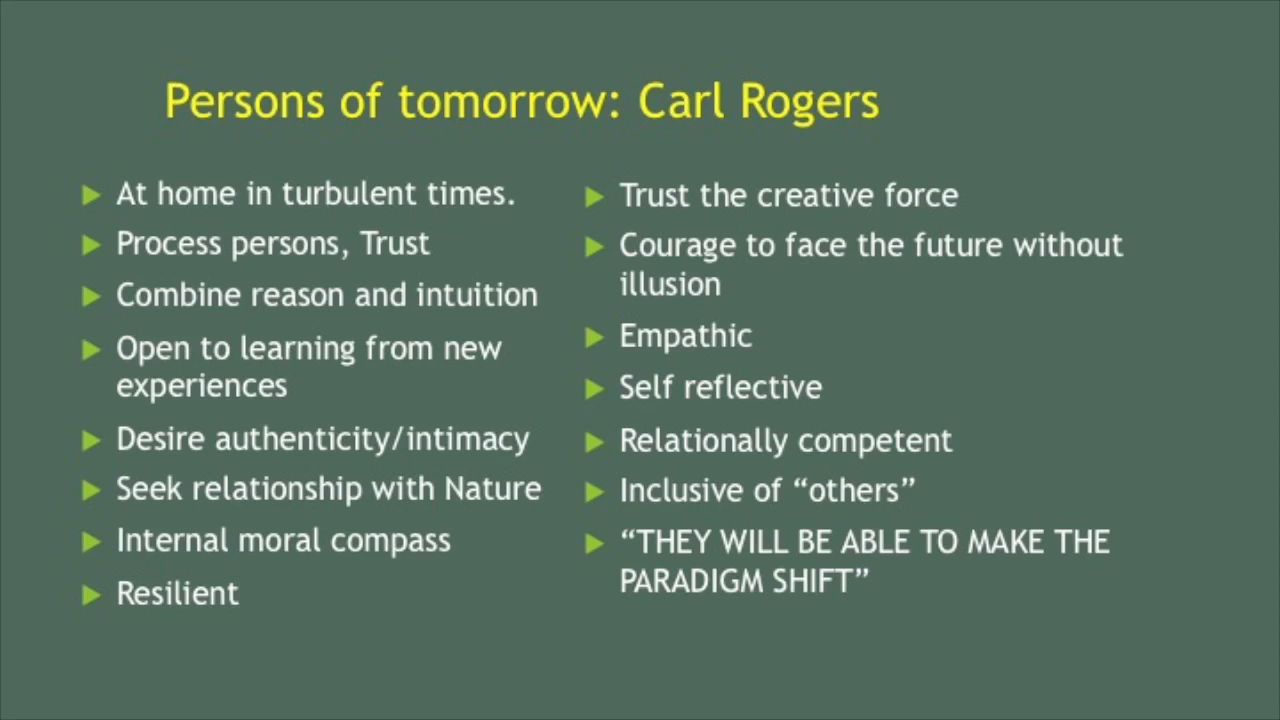 Persons of tomorrow: Carl Rogers
At home in turbulent times.
Process persons, Trust
Combine reason and intuition
Open to learning from new
experiences
Desire authenticity/intimacy
Seek relationship with Nature
Internal moral compass
Resilient
Trust the creative force
Courage to face the future without
illusion
Empathic
Self reflective
Relationally competent
Inclusive of “others”
“THEY WILL BE ABLE TO MAKE THE
PARADIGM SHIFT”